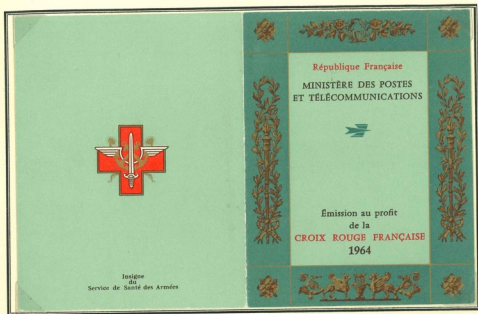 Insigne
du
Service de Santé des Armées
République Française
MINISTÈRE DES POSTES
ET TÉLÉCOMMUNICATIONS
Émission au profit
de la
CROIX ROUGE FRANÇAISE
1964